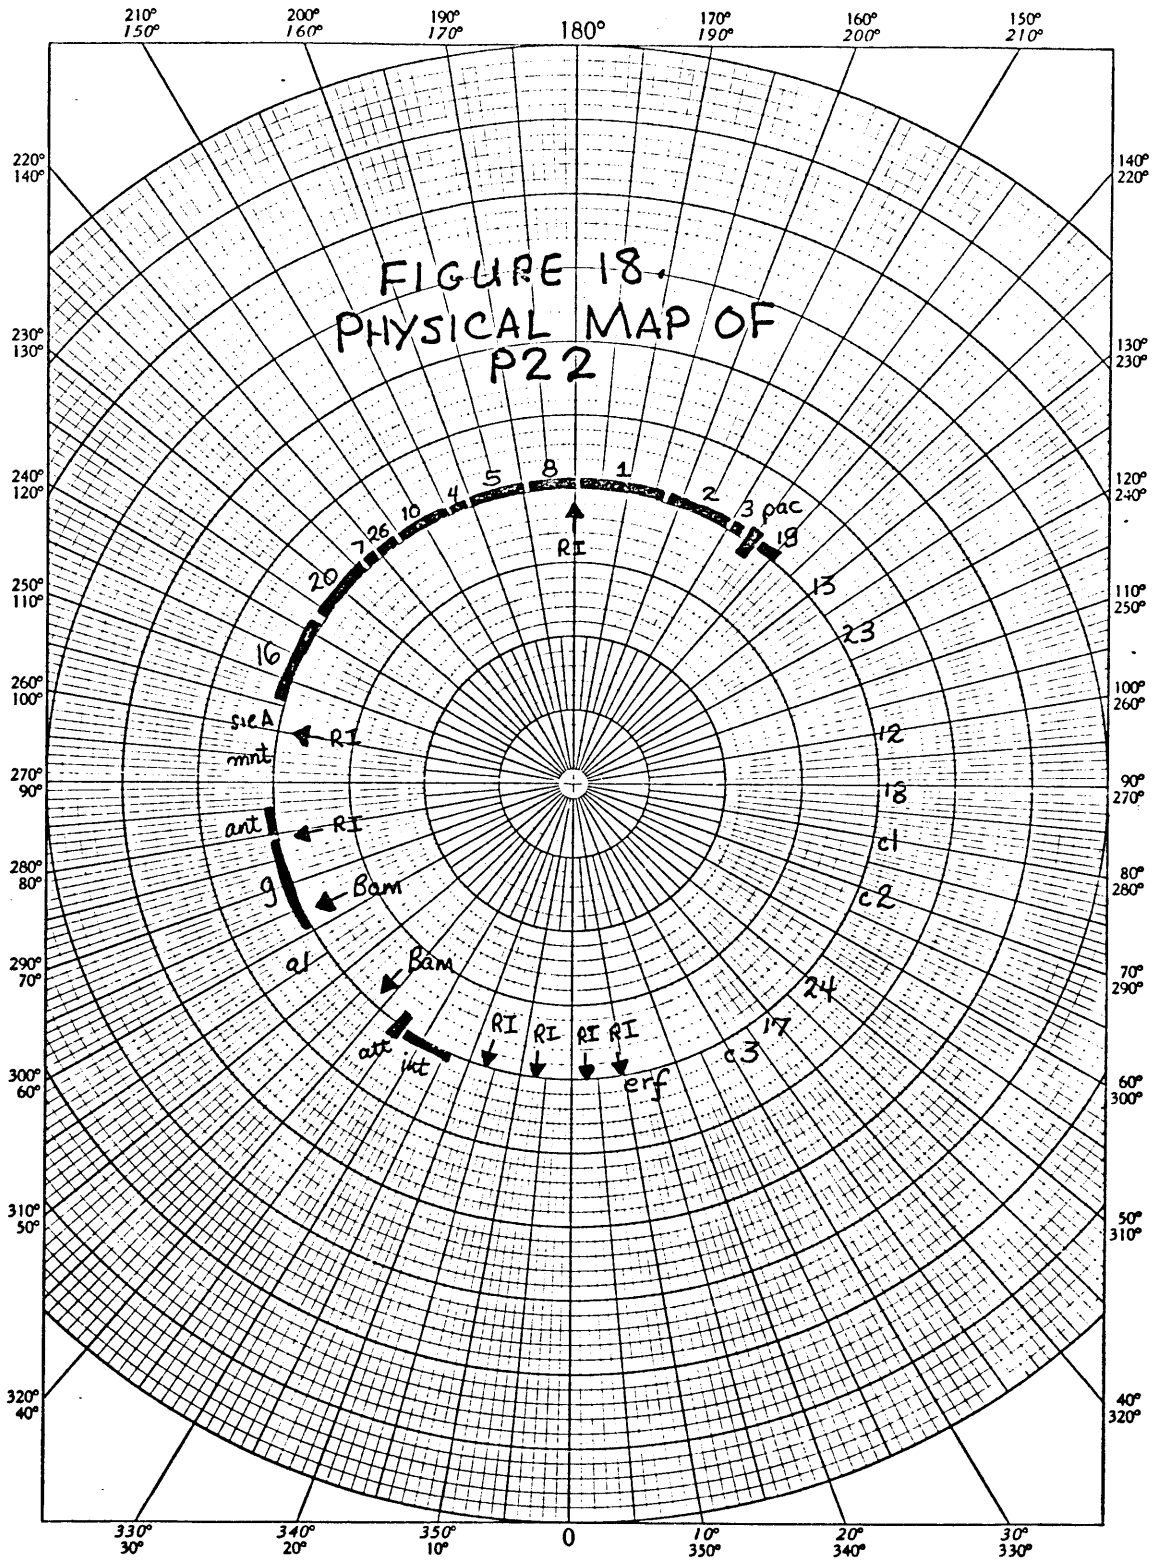 210° 200° 190° 180° 170° 160° 150°
150° 160° 170° 190° 200° 210°
220°
140°
140°
220°
FIGURE 18.
PHYSICAL MAP OF
P22
230°
130°
130°
230°
240°
120°
120°
240°
250°
110°
110°
250°
260°
100°
100°
260°
270°
90°
90°
270°
280°
80°
80°
280°
290°
70°
70°
290°
300°
60°
60°
300°
310°
50°
50°
310°
320°
40°
40°
320°
16 20 7 26 10 4 5 8 1 2 3 pac 19
RI
13
23
12
18
c1
c2
24
17
c3
erf
RI RI RI RI
sieA RI
mnt
ant RI
9 Bam
a1 Bam
att
int
330° 340° 350° 0 10° 20° 30°
30° 20° 10° 350° 340° 330°